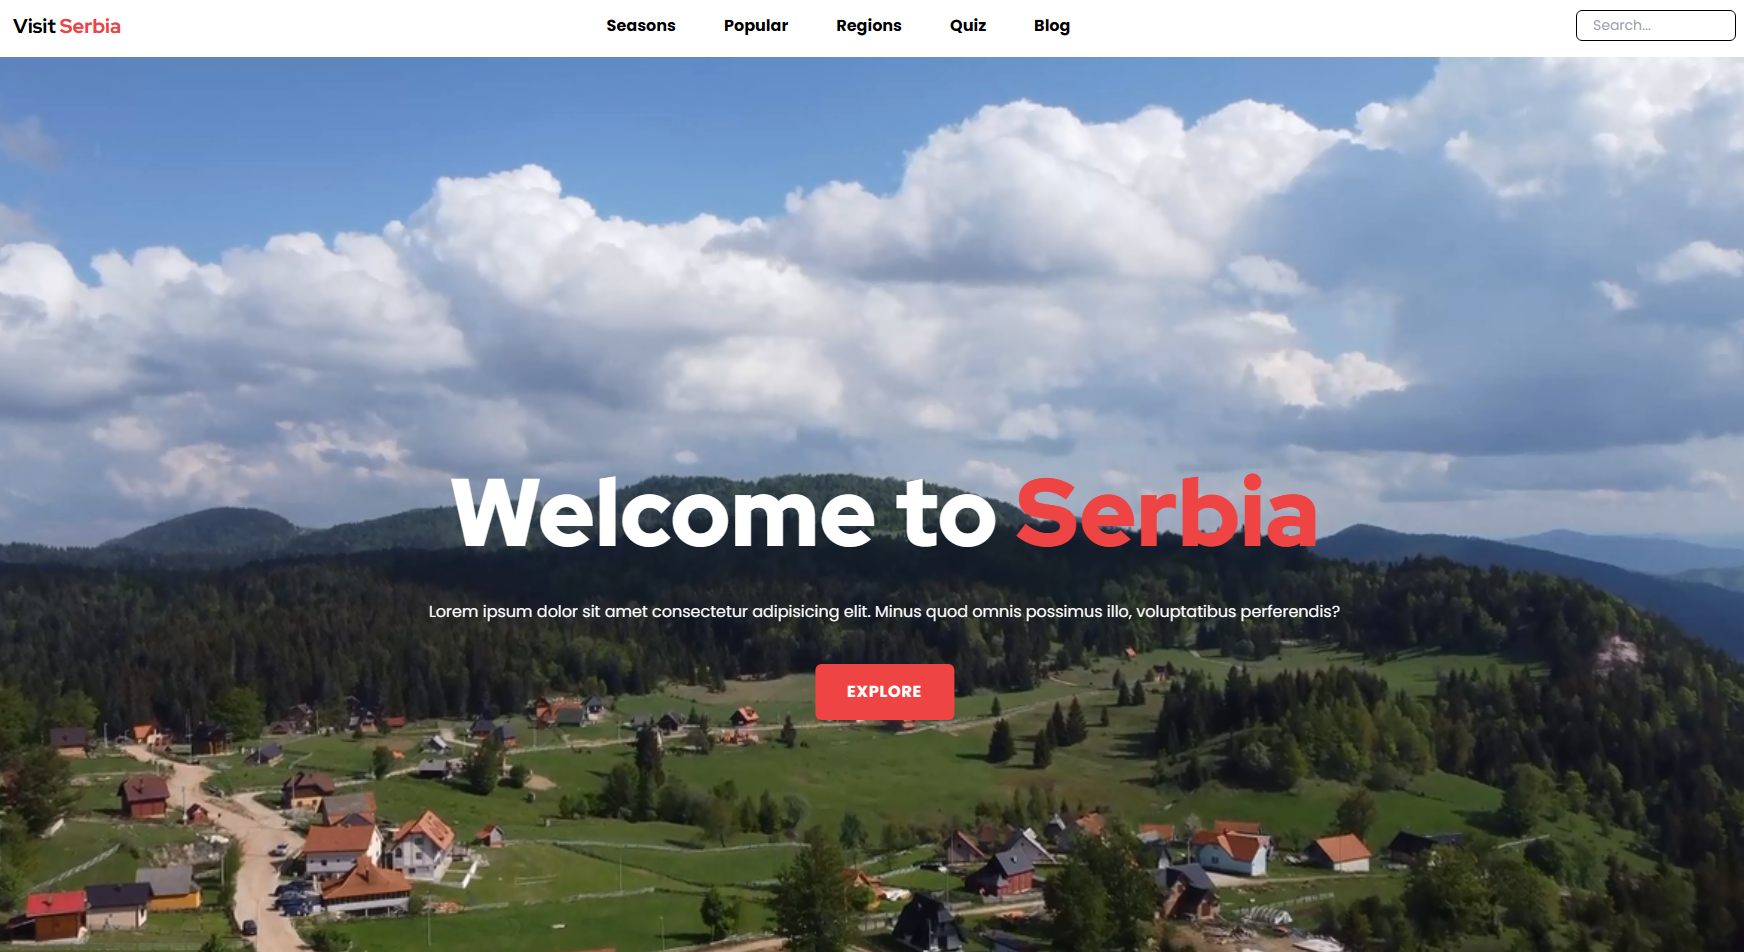 Visit Serbia
Seasons Popular Regions Quiz Blog
Search...
Welcome to Serbia
Lorem ipsum dolor sit amet consectetur adipisicing elit. Minus quod omnis possimus illo, voluptatibus perferendis?
EXPLORE